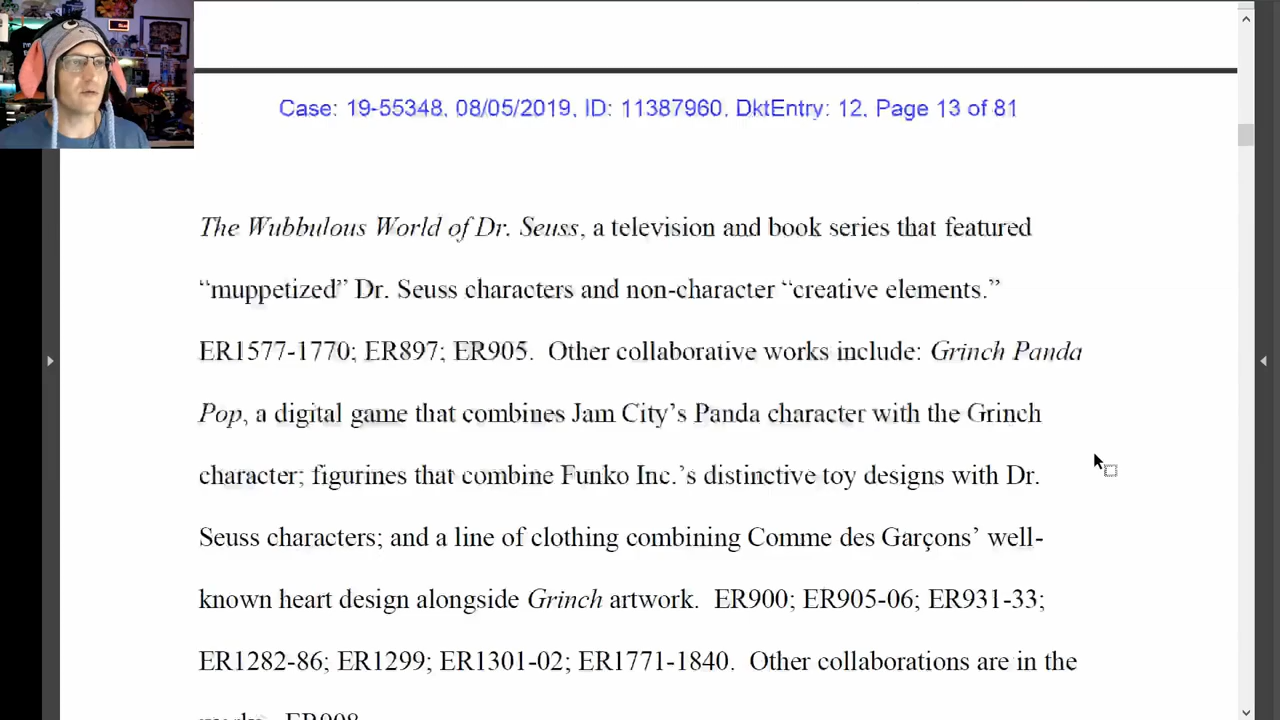 Case: 19-55348, 08/05/2019, ID: 11387960, DktEntry: 12, Page 13 of 81
The Wubbulous World of Dr. Seuss, a television and book series that featured
“muppetized” Dr. Seuss characters and non-character “creative elements.”
ER1577-1770; ER897; ER905.  Other collaborative works include: Grinch Panda
Pop, a digital game that combines Jam City’s Panda character with the Grinch
character; figurines that combine Funko Inc.’s distinctive toy designs with Dr.
Seuss characters; and a line of clothing combining Comme des Garçons’ well-
known heart design alongside Grinch artwork.  ER900; ER905-06; ER931-33;
ER1282-86; ER1299; ER1301-02; ER1771-1840.  Other collaborations are in the